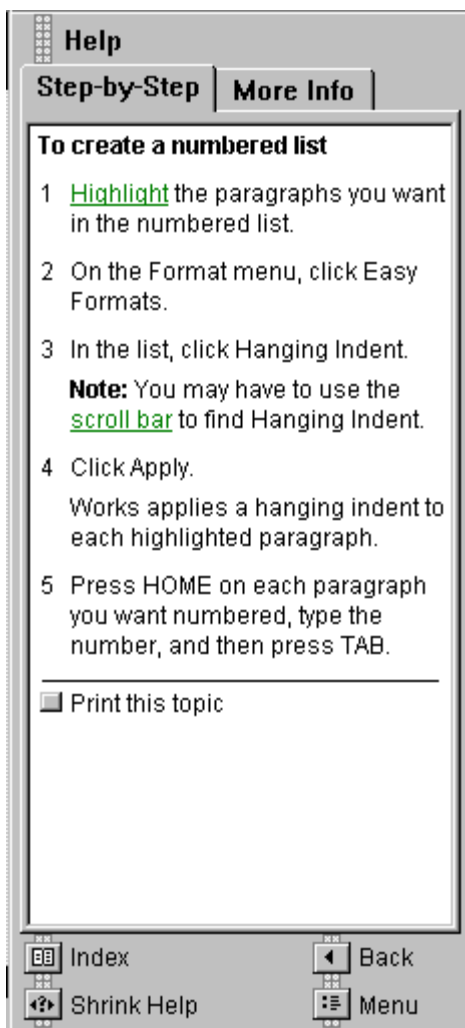 Help
Step-by-Step
More Info
To create a numbered list
1 Highlight the paragraphs you want
in the numbered list.
2 On the Format menu, click Easy
Formats.
3 In the list, click Hanging Indent.
Note: You may have to use the
scroll bar to find Hanging Indent.
4 Click Apply.
Works applies a hanging indent to
each highlighted paragraph.
5 Press HOME on each paragraph
you want numbered, type the
number, and then press TAB.
Print this topic
Index
Back
Shrink Help
Menu